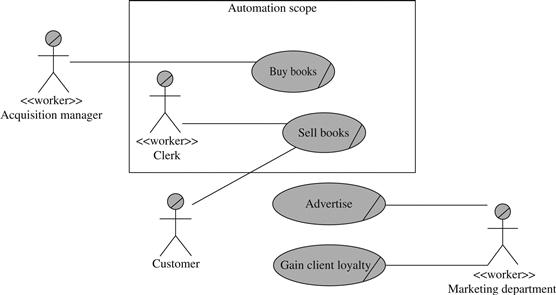 Automation scope
Buy books
<<worker>>
Acquisition manager
Sell books
<<worker>>
Clerk
Advertise
Customer
Gain client loyalty
<<worker>>
Marketing department